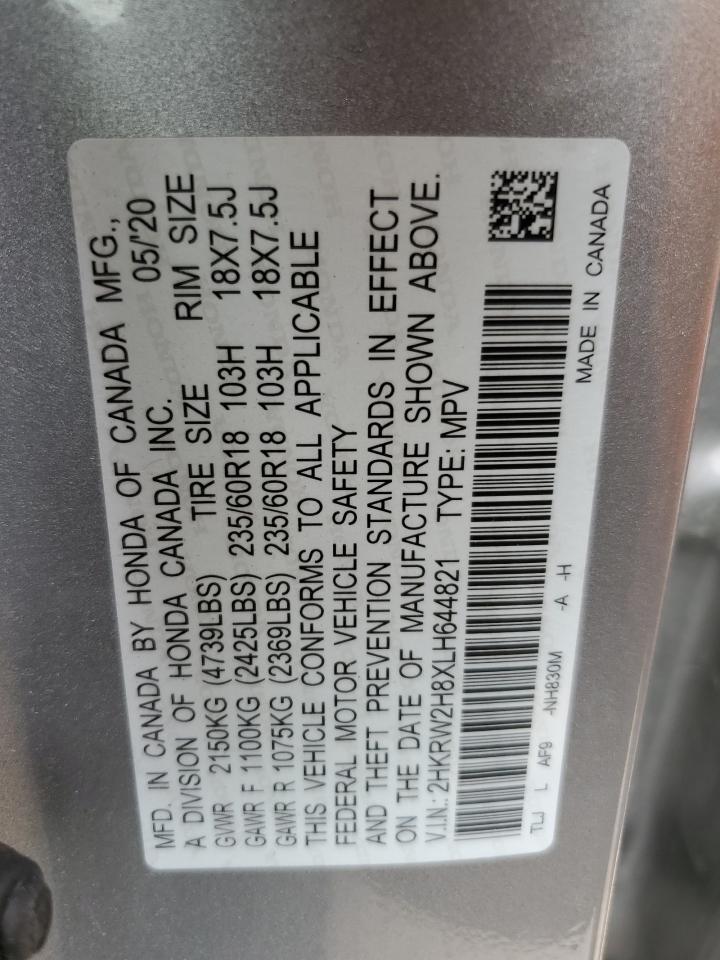 MFD. IN CANADA BY HONDA OF CANADA MFG.,
A DIVISION OF HONDA CANADA INC. 05/'20
GVWR 2150KG (4739LBS) TIRE SIZE RIM SIZE
GAWR F 1100KG (2425LBS) 235/60R18 103H 18X7.5J
GAWR R 1075KG (2369LBS) 235/60R18 103H 18X7.5J
THIS VEHICLE CONFORMS TO ALL APPLICABLE
FEDERAL MOTOR VEHICLE SAFETY
AND THEFT PREVENTION STANDARDS IN EFFECT
ON THE DATE OF MANUFACTURE SHOWN ABOVE.
V.I.N.: 2HKRW2H8XLH644821 TYPE: MPV
TLJ L AF9 -NH830M -A -H
MADE IN CANADA